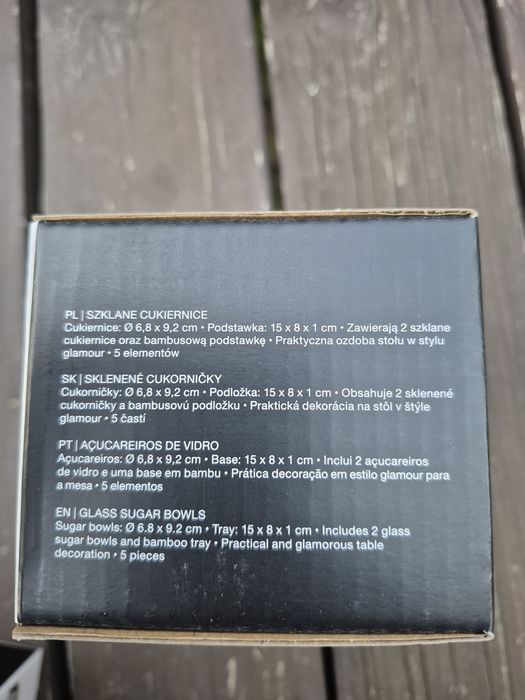 PL | SZKLANE CUKIERNICE
Cukiernice: Ø 6,8 x 9,2 cm • Podstawka: 15 x 8 x 1 cm • Zawierają 2 szklane
cukiernice oraz bambusową podstawkę • Praktyczna ozdoba stołu w stylu
glamour • 5 elementów
SK | SKLENENÉ CUKORNIČKY
Cukorničky: Ø 6,8 x 9,2 cm • Podložka: 15 x 8 x 1 cm • Obsahuje 2 sklenené
cukorničky a bambusovú podložku • Praktická dekorácia na stôl v štýle
glamour • 5 častí
PT | AÇUCAREIROS DE VIDRO
Açucareiros: Ø 6,8 x 9,2 cm • Base: 15 x 8 x 1 cm • Inclui 2 açucareiros
de vidro e uma base em bambu • Prática decoração em estilo glamour para
a mesa • 5 elementos
EN | GLASS SUGAR BOWLS
Sugar bowls: Ø 6.8 x 9.2 cm • Tray: 15 x 8 x 1 cm • Includes 2 glass
sugar bowls and bamboo tray • Practical and glamorous table
decoration • 5 pieces